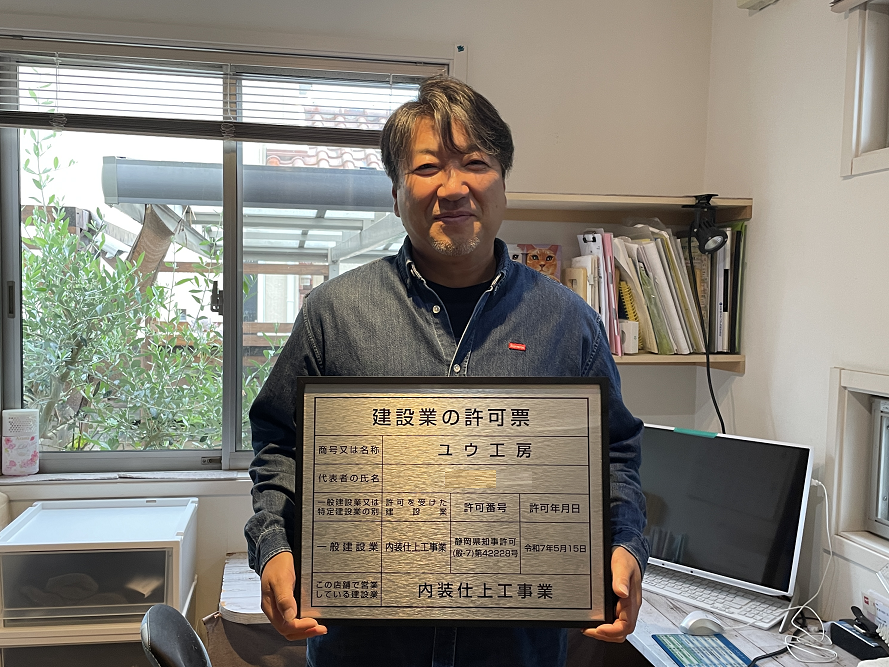 建設業の許可票
商号又は名称
ユウ工房
代表者の氏名
一般建設業又は
特定建設業の別
許可を受けた
建設業
許可番号
許可年月日
一般建設業
内装仕上工事業
静岡県知事許可
(般-7)第42228号
令和7年5月15日
この店舗で営業
している建設業
内装仕上工事業